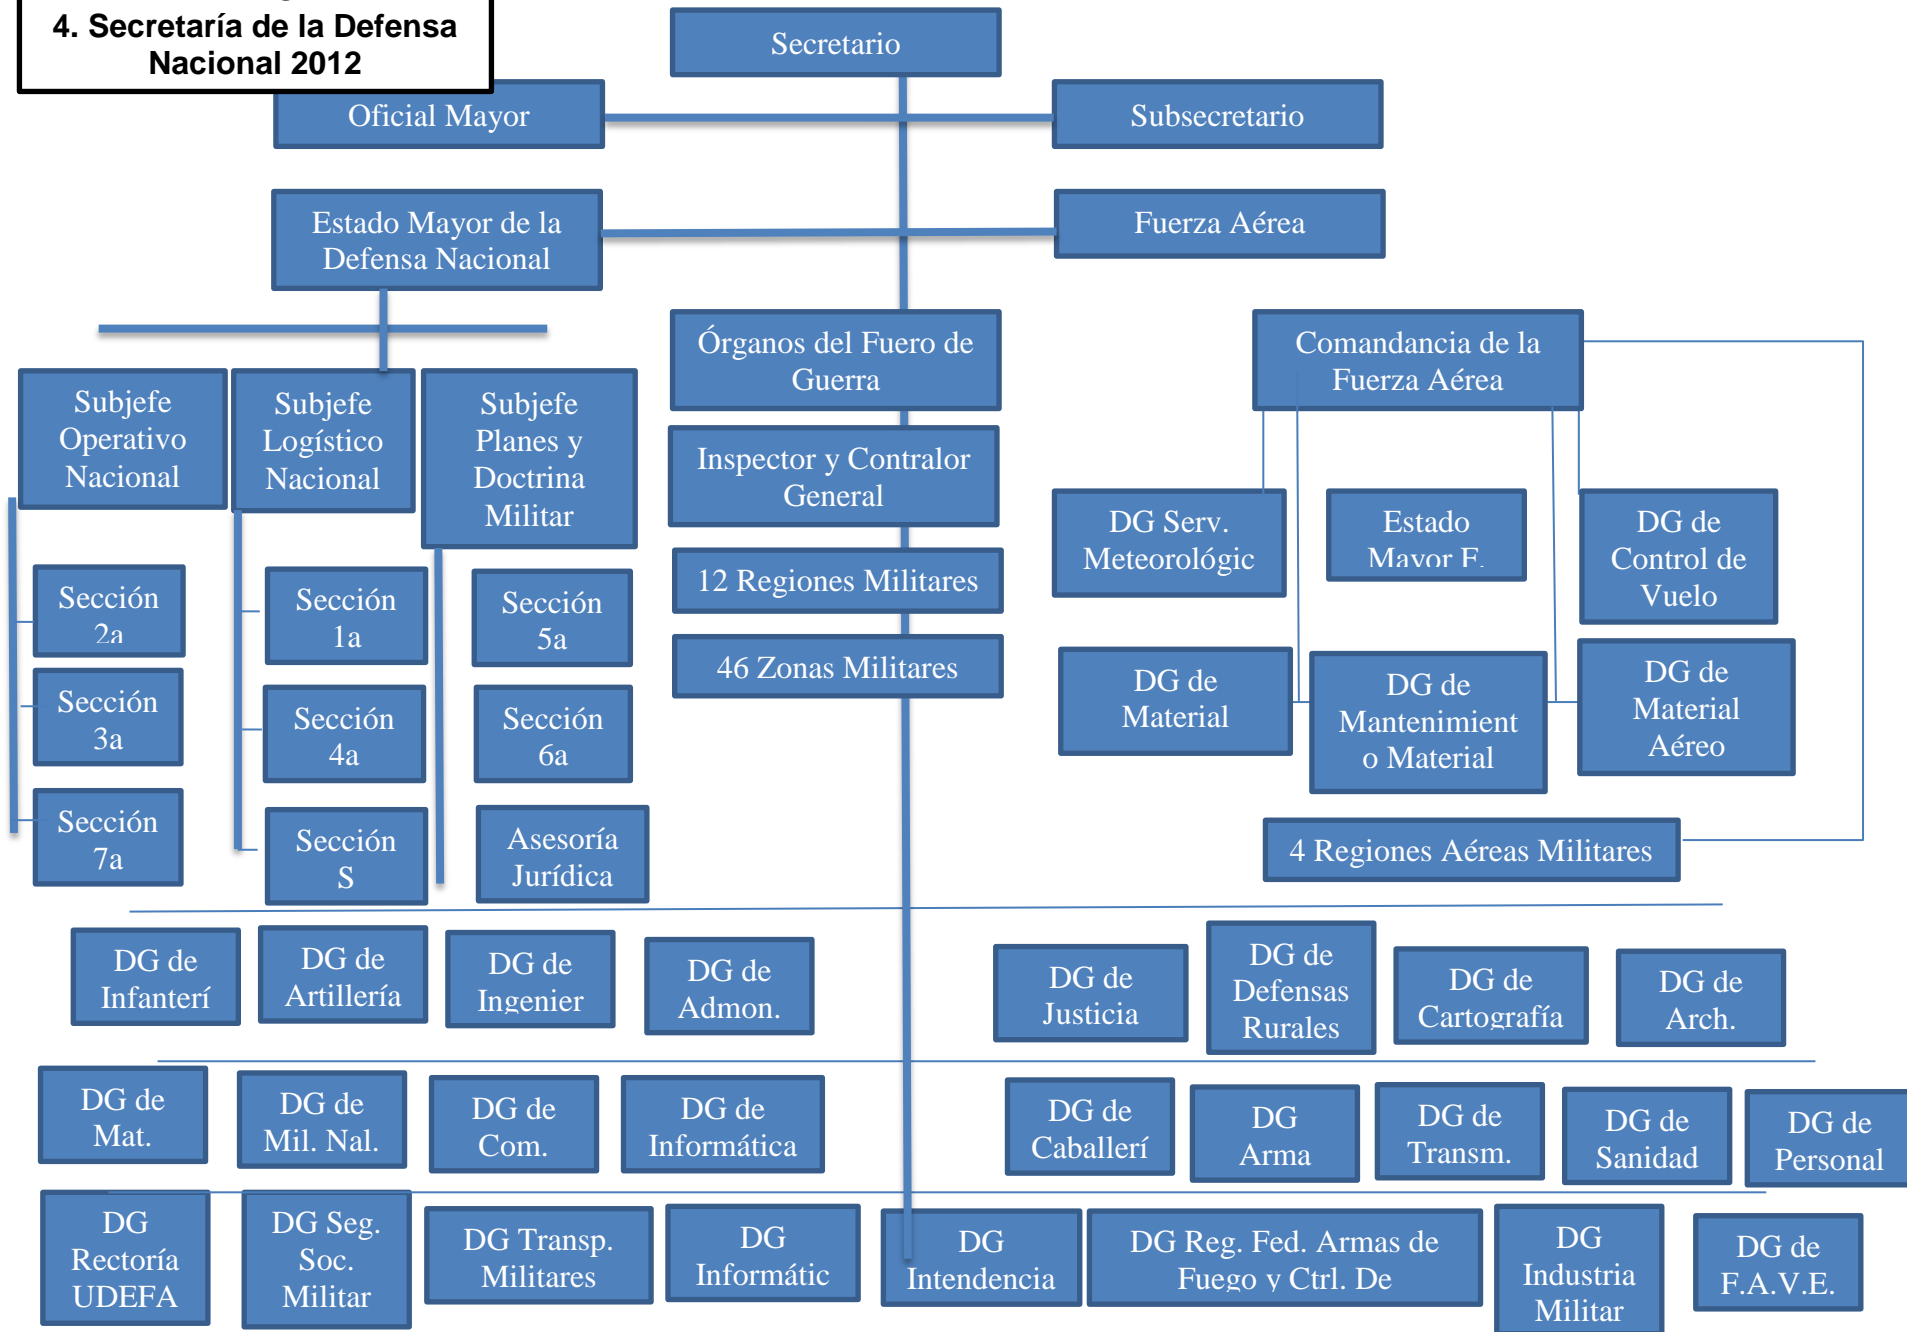 4. Secretaría de la Defensa
Nacional 2012
Secretario
Oficial Mayor
Subsecretario
Estado Mayor de la
Defensa Nacional
Fuerza Aérea
Órganos del Fuero de
Guerra
Comandancia de la
Fuerza Aérea
Subjefe
Operativo
Nacional
Subjefe
Logístico
Nacional
Subjefe
Planes y
Doctrina
Militar
Inspector y Contralor
General
DG Serv.
Meteorológic
Estado
Mayor F.
DG de
Control de
Vuelo
12 Regiones Militares
46 Zonas Militares
Sección
2a
Sección
1a
Sección
5a
Sección
3a
Sección
4a
Sección
6a
Sección
7a
Sección
S
Asesoría
Jurídica
DG de
Material
DG de
Mantenimient
o Material
DG de
Material
Aéreo
4 Regiones Aéreas Militares
DG de
Infanterí
DG de
Artillería
DG de
Ingenier
DG de
Admon.
DG de
Justicia
DG de
Defensas
Rurales
DG de
Cartografía
DG de
Arch.
DG de
Mat.
DG de
Mil. Nal.
DG de
Com.
DG de
Informática
DG de
Caballerí
DG
Arma
DG de
Transm.
DG de
Sanidad
DG de
Personal
DG
Rectoría
UDEFA
DG Seg.
Soc.
Militar
DG Transp.
Militares
DG
Informátic
DG
Intendencia
DG Reg. Fed. Armas de
Fuego y Ctrl. De
DG
Industria
Militar
DG de
F.A.V.E.